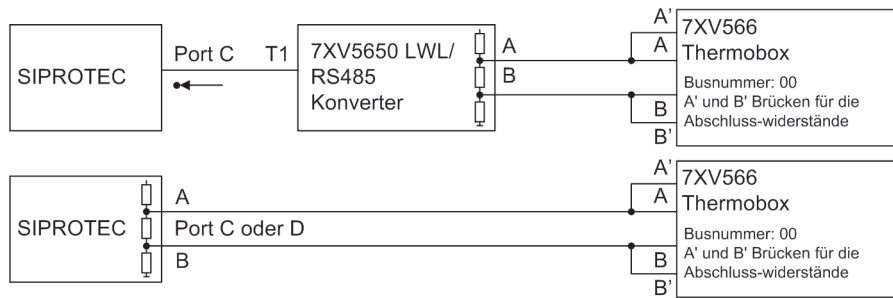 A'
7XV566
Port C T1
7XV5650 LWL/
A
A
Thermobox
SIPROTEC
RS485
B
Busnummer: 00
Konverter
A' und B' Brücken für die
B
Abschluss-widerstände
B'
A'
7XV566
A
A
Thermobox
SIPROTEC
Port C oder D
Busnummer: 00
B
B
A' und B' Brücken für die
Abschluss-widerstände
B'